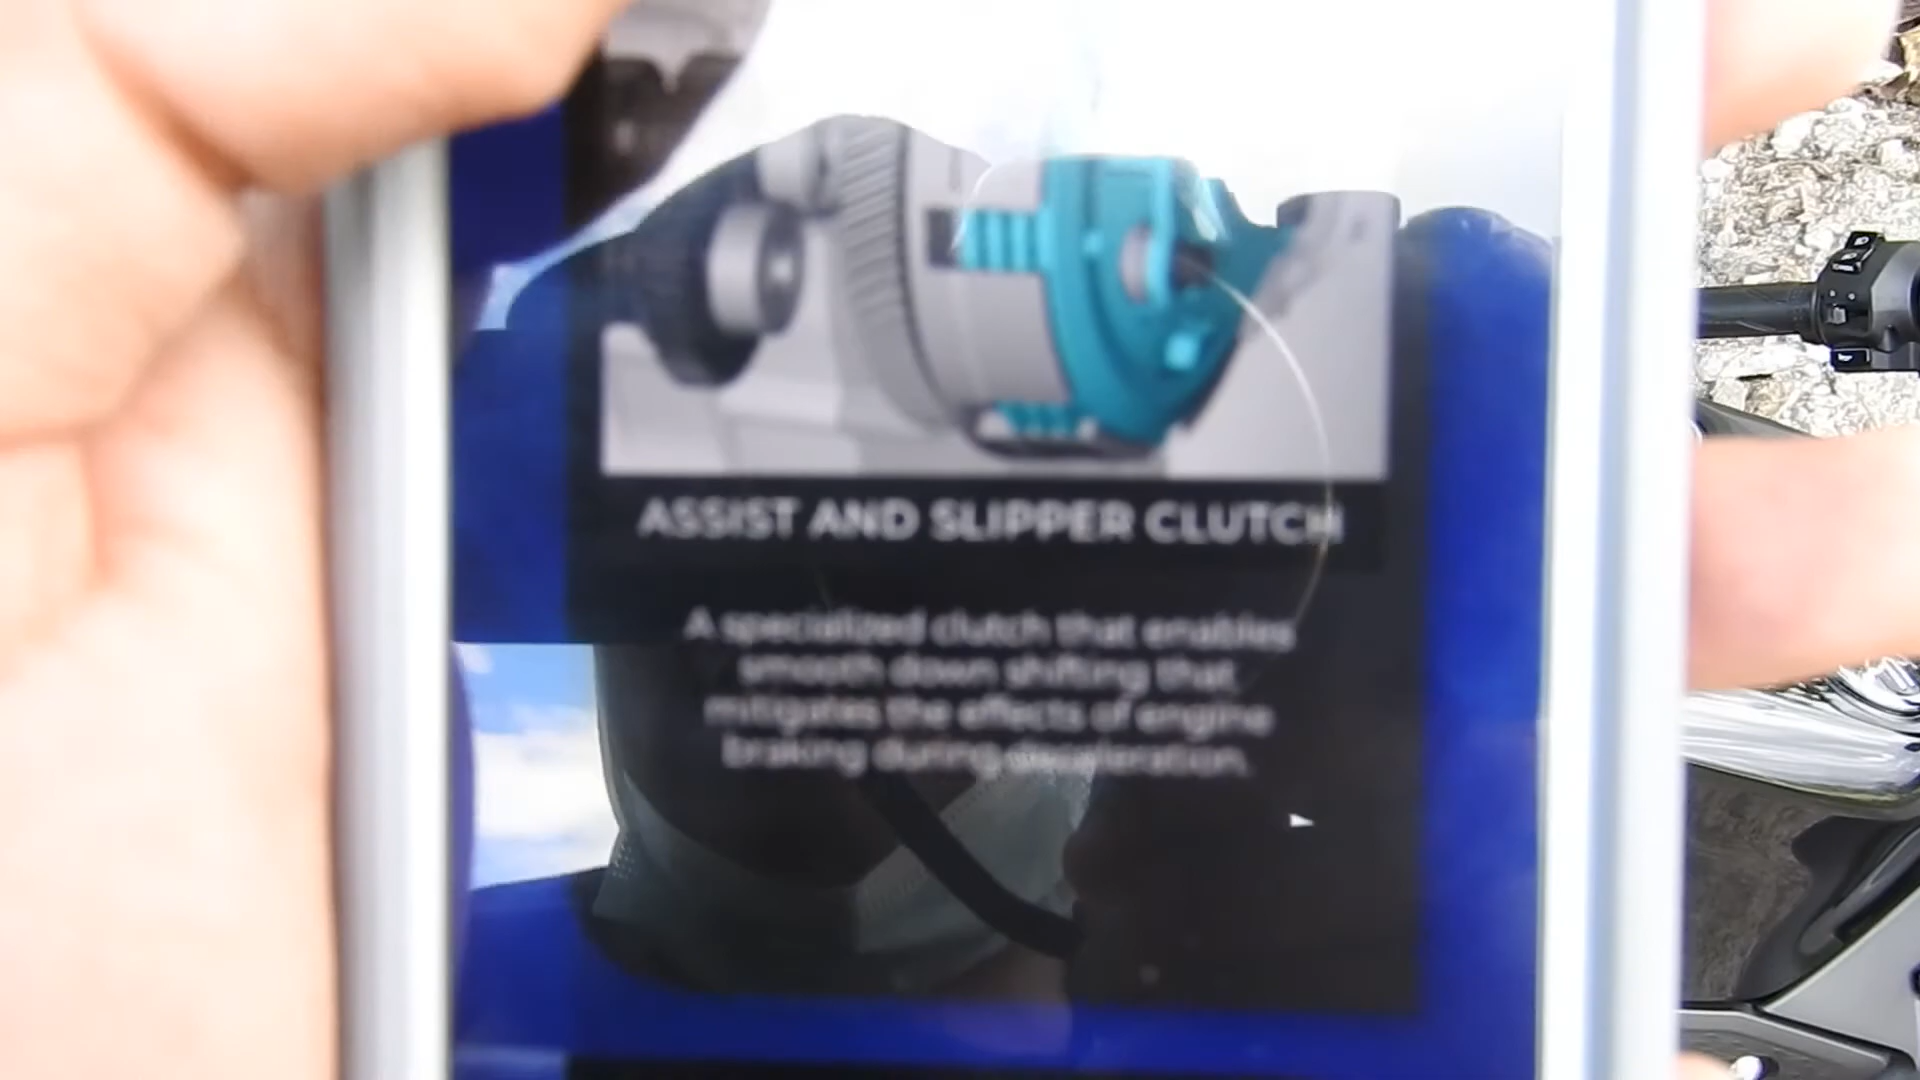 ASSIST AND SLIPPER CLUTCH
A specialized clutch that enables
smooth down shifting that
mitigates the effects of engine
braking during deceleration.